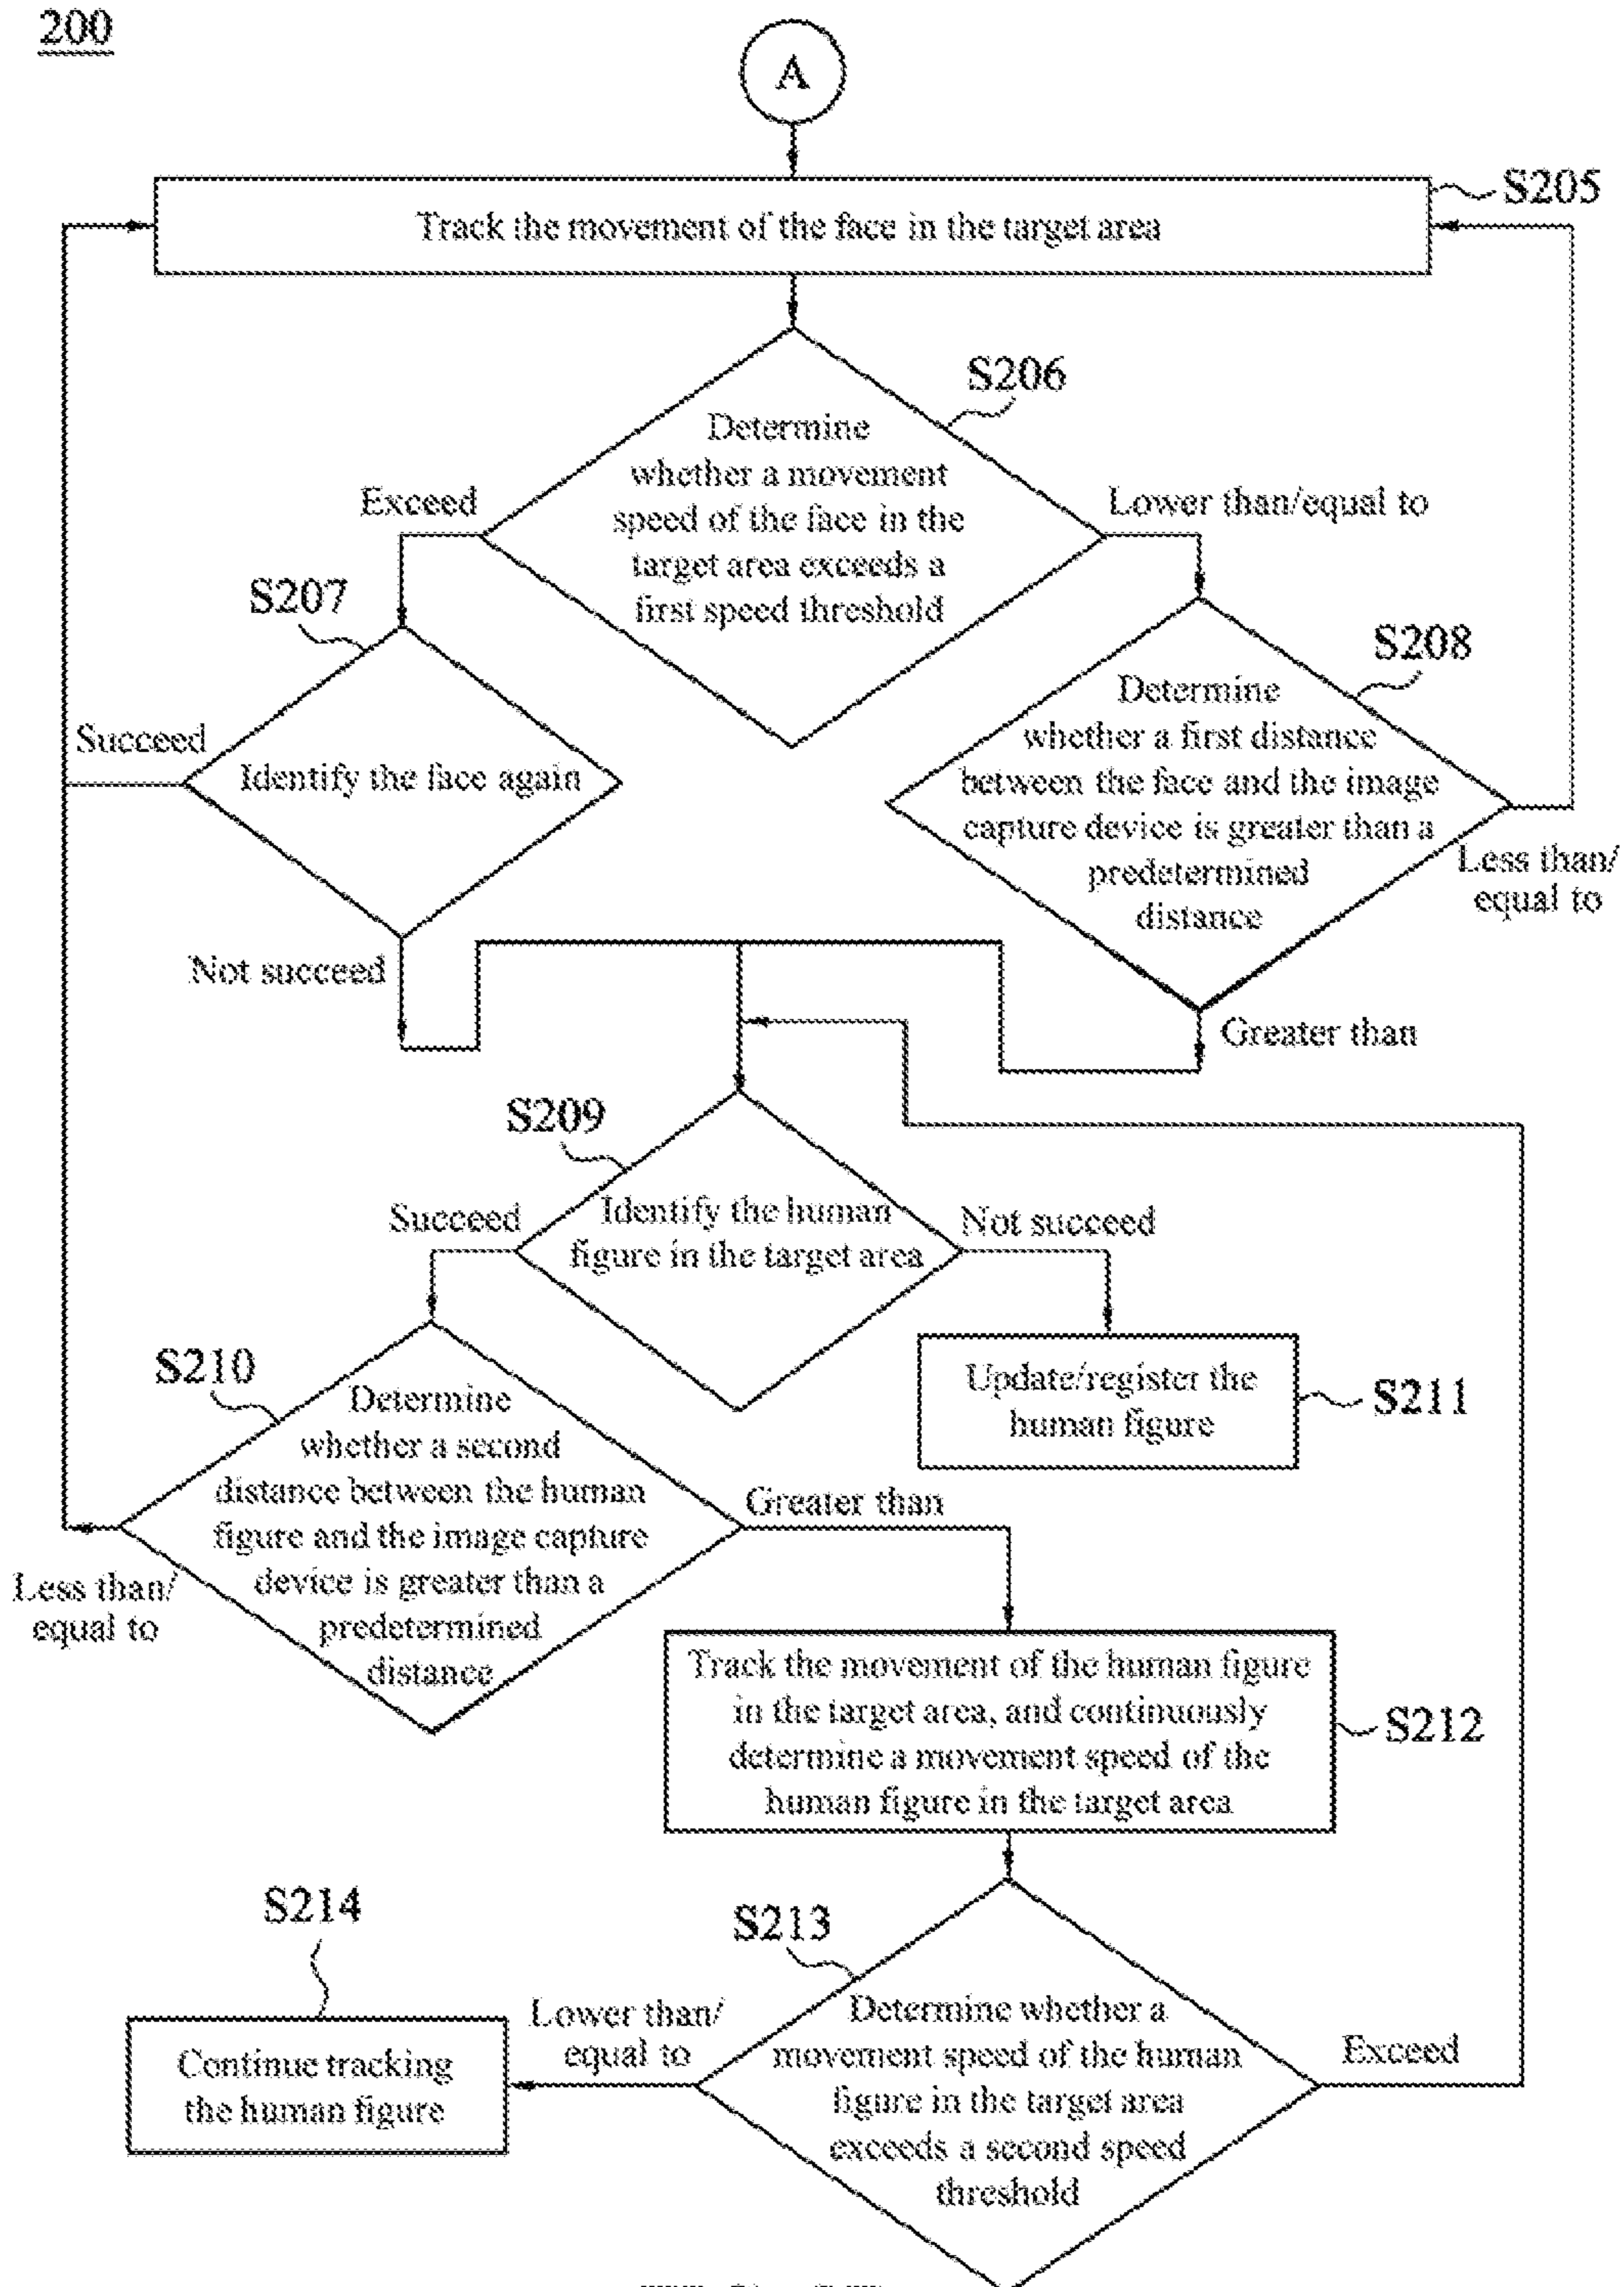 200
A
S205
Track the movement of the face in the target area
S206
Determine
whether a movement
speed of the face in the
target area exceeds a
first speed threshold
Exceed
Lower than/equal to
S207
Identify the face again
Succeed
Not succeed
S208
Determine
whether a first distance
between the face and the image
capture device is greater than a
predetermined
distance
Less than/
equal to
Greater than
S209
Identify the human
figure in the target area
Succeed
Not succeed
S210
Determine
whether a second
distance between the human
figure and the image capture
device is greater than a
predetermined
distance
Less than/
equal to
Greater than
Update/register the
human figure
S211
Track the movement of the human figure
in the target area, and continuously
determine a movement speed of the
human figure in the target area
S212
S213
Determine whether a
movement speed of the human
figure in the target area
exceeds a second speed
threshold
Exceed
Lower than/
equal to
S214
Continue tracking
the human figure